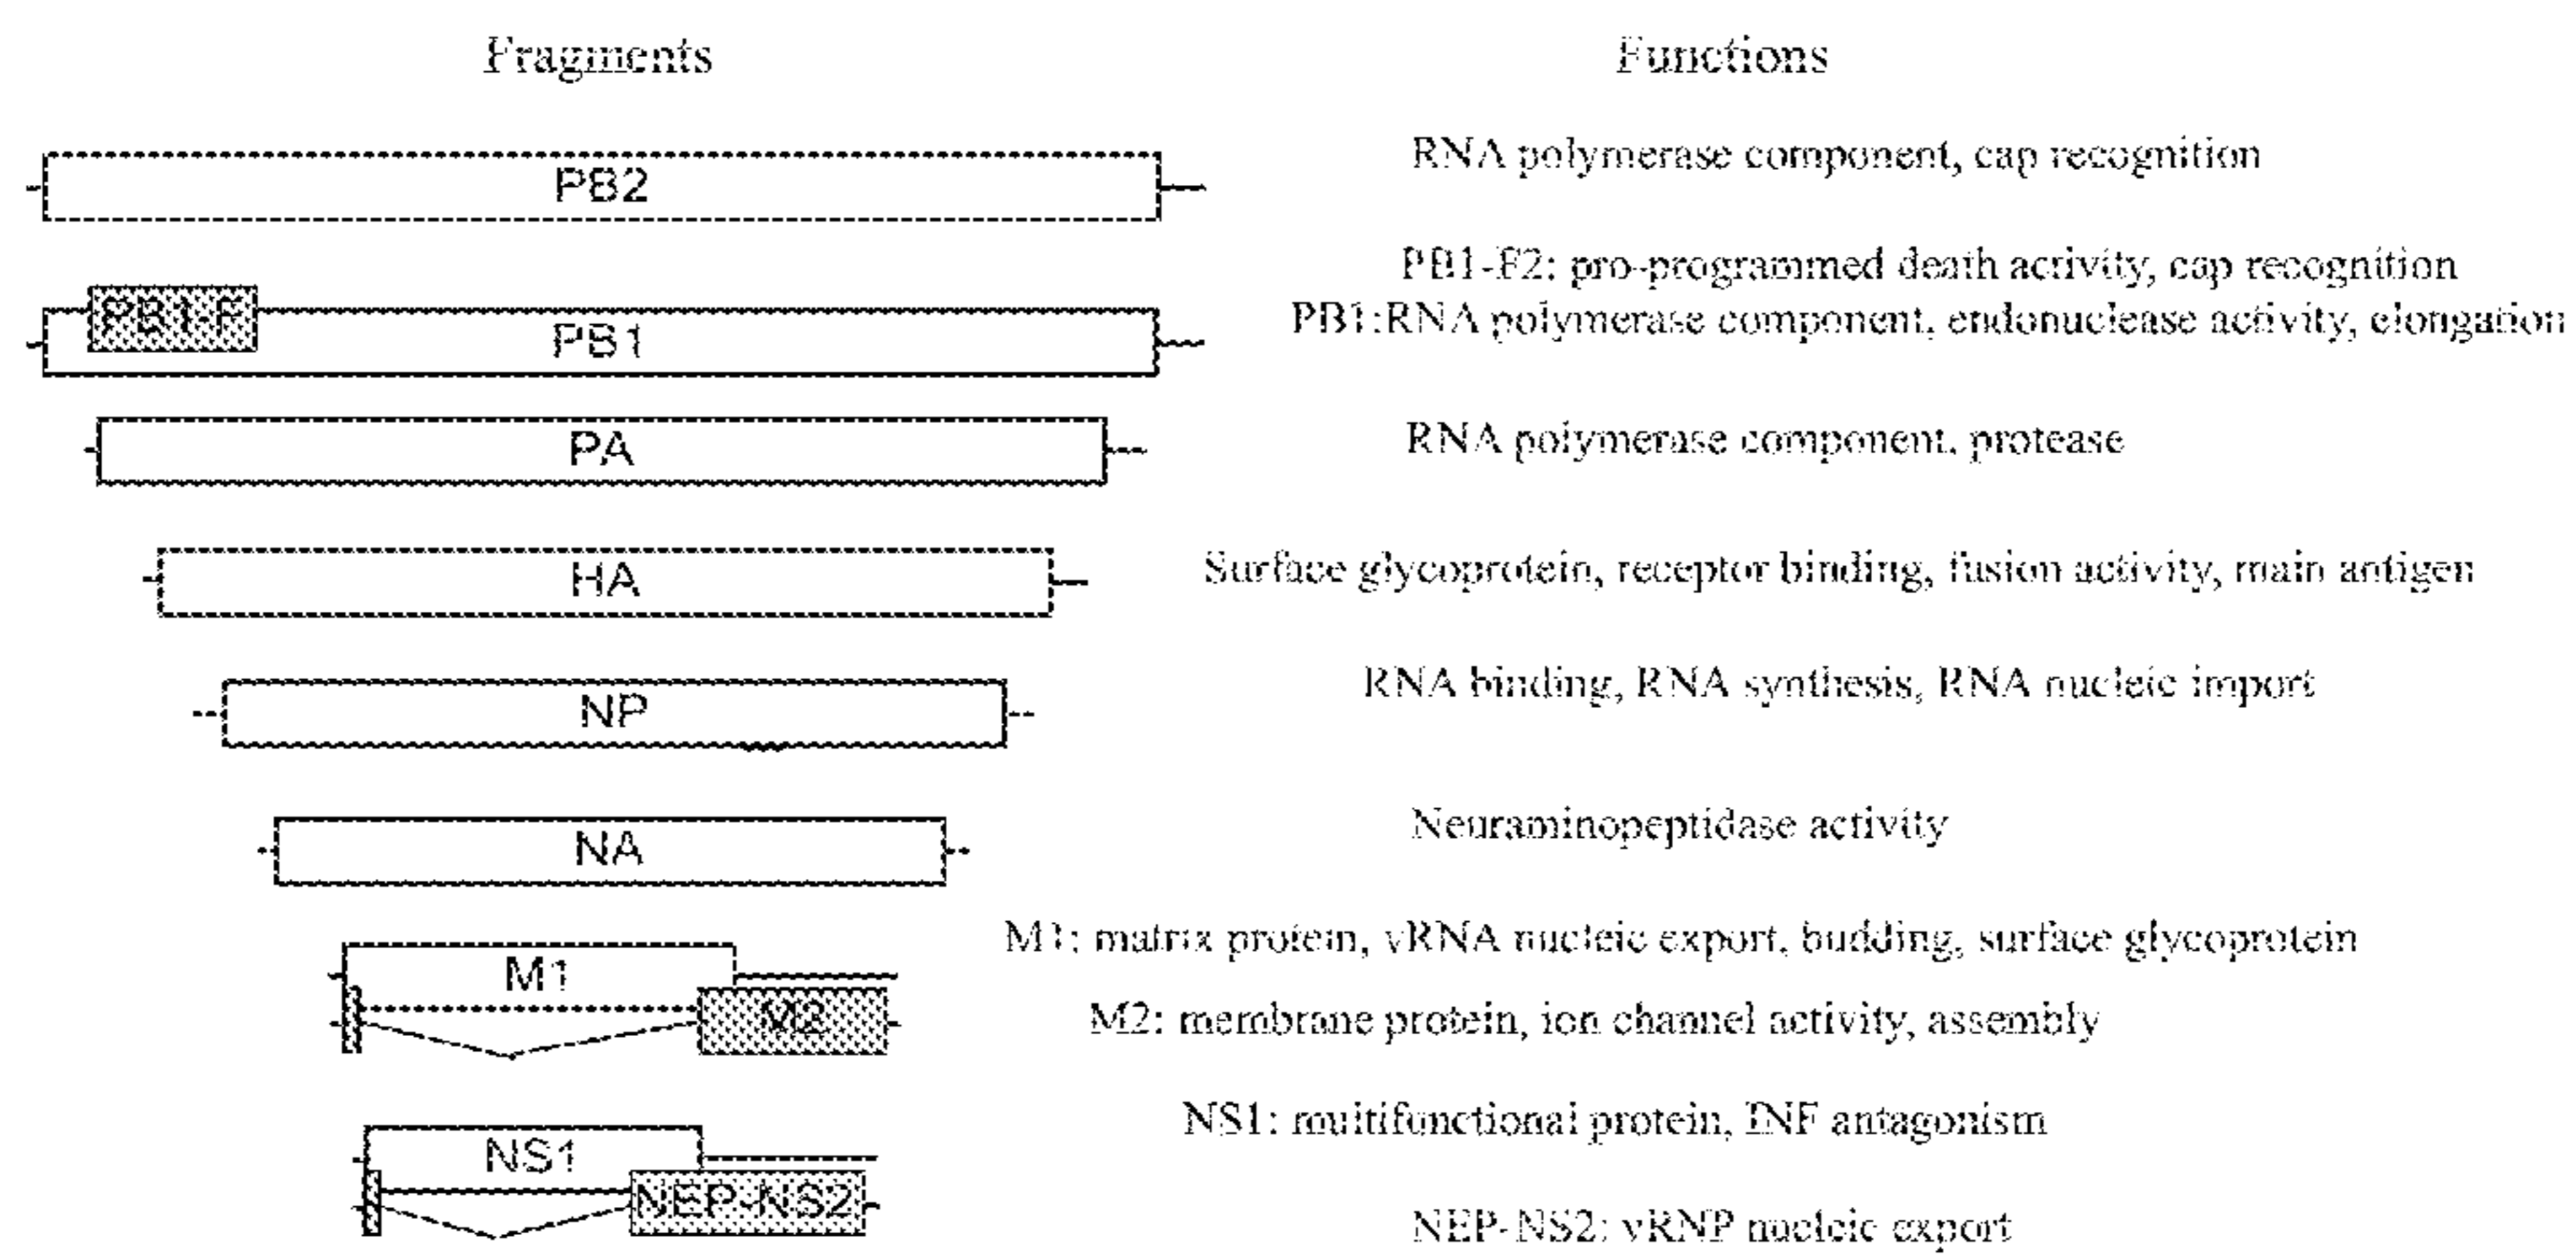 Fragments Functions
PB2 RNA polymerase component, cap recognition
PB1-F2: pro-programmed death activity, cap recognition
PB1-F PB1 PB1:RNA polymerase component, endonuclease activity, elongation
PA RNA polymerase component, protease
HA Surface glycoprotein, receptor binding, fusion activity, main antigen
NP RNA binding, RNA synthesis, RNA nucleic import
NA Neuraminopeptidase activity
M1 M1: matrix protein, vRNA nucleic export, budding, surface glycoprotein
M2 M2: membrane protein, ion channel activity, assembly
NS1 NS1: multifunctional protein, INF antagonism
NEP-NS2 NEP-NS2: vRNP nucleic export